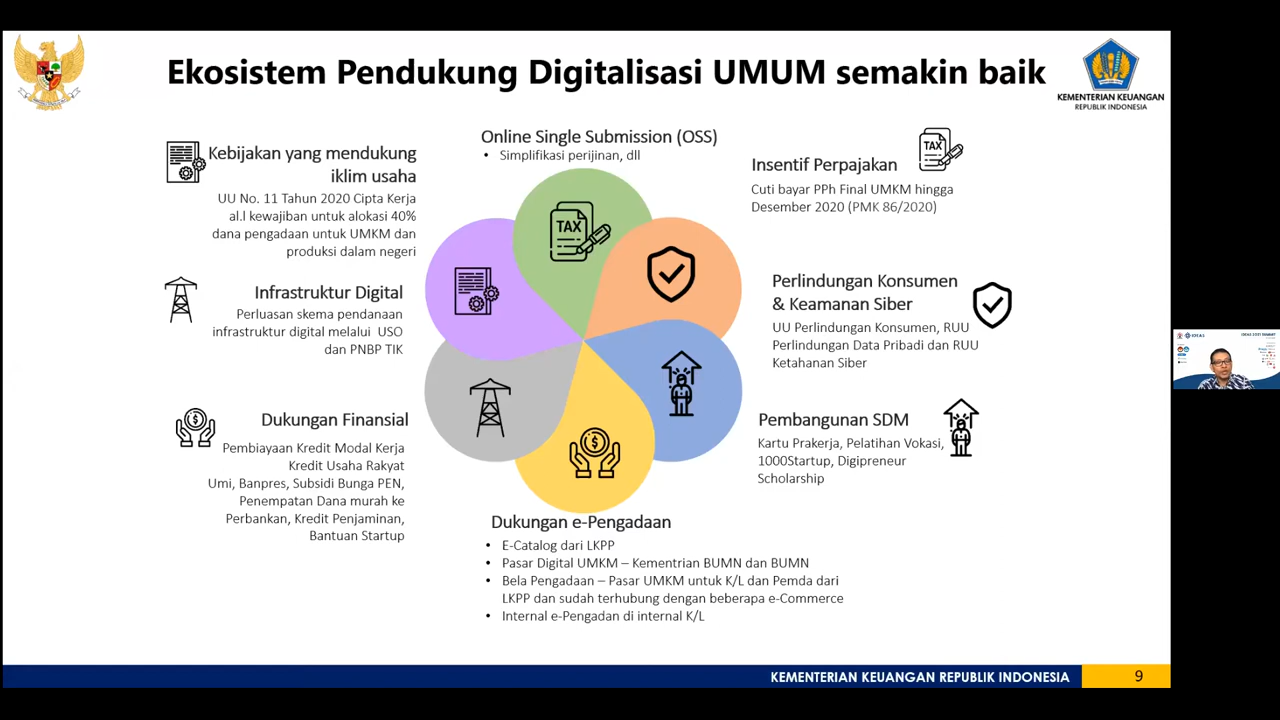 Ekosistem Pendukung Digitalisasi UMUM semakin baik
KEMENTERIAN KEUANGAN
REPUBLIK INDONESIA
Kebijakan yang mendukung
iklim usaha
UU No. 11 Tahun 2020 Cipta Kerja
al.l kewajiban untuk alokasi 40%
dana pengadaan untuk UMKM dan
produksi dalam negeri
Infrastruktur Digital
Perluasan skema pendanaan
infrastruktur digital melalui USO
dan PNBP TIK
Dukungan Finansial
Pembiayaan Kredit Modal Kerja
Kredit Usaha Rakyat
Umi, Banpres, Subsidi Bunga PEN,
Penempatan Dana murah ke
Perbankan, Kredit Penjaminan,
Bantuan Startup
Online Single Submission (OSS)
• Simplifikasi perijinan, dll
TAX
Dukungan e-Pengadaan
• E-Catalog dari LKPP
• Pasar Digital UMKM – Kementrian BUMN dan BUMN
• Bela Pengadaan – Pasar UMKM untuk K/L dan Pemda dari
LKPP dan sudah terhubung dengan beberapa e-Commerce
• Internal e-Pengadan di internal K/L
Insentif Perpajakan
TAX
Cuti bayar PPh Final UMKM hingga
Desember 2020 (PMK 86/2020)
Perlindungan Konsumen
& Keamanan Siber
UU Perlindungan Konsumen, RUU
Perlindungan Data Pribadi dan RUU
Ketahanan Siber
Pembangunan SDM
Kartu Prakerja, Pelatihan Vokasi,
1000Startup, Digipreneur
Scholarship
KEMENTERIAN KEUANGAN REPUBLIK INDONESIA
9